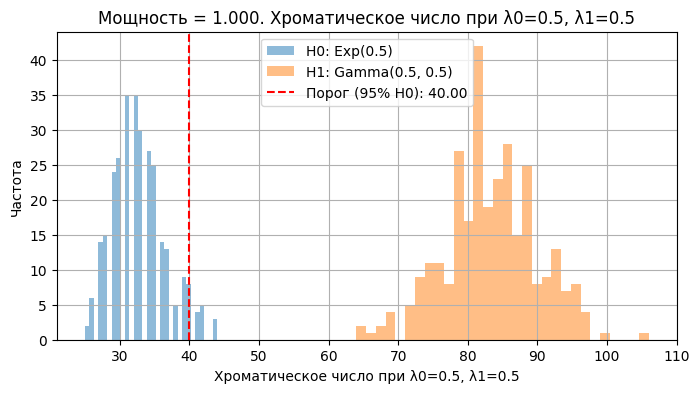 Мощность = 1.000. Хроматическое число при λ0=0.5, λ1=0.5
H0: Exp(0.5)
H1: Gamma(0.5, 0.5)
Порог (95% H0): 40.00
Частота
40
35
30
25
20
15
10
5
0
30 40 50 60 70 80 90 100 110
Хроматическое число при λ0=0.5, λ1=0.5